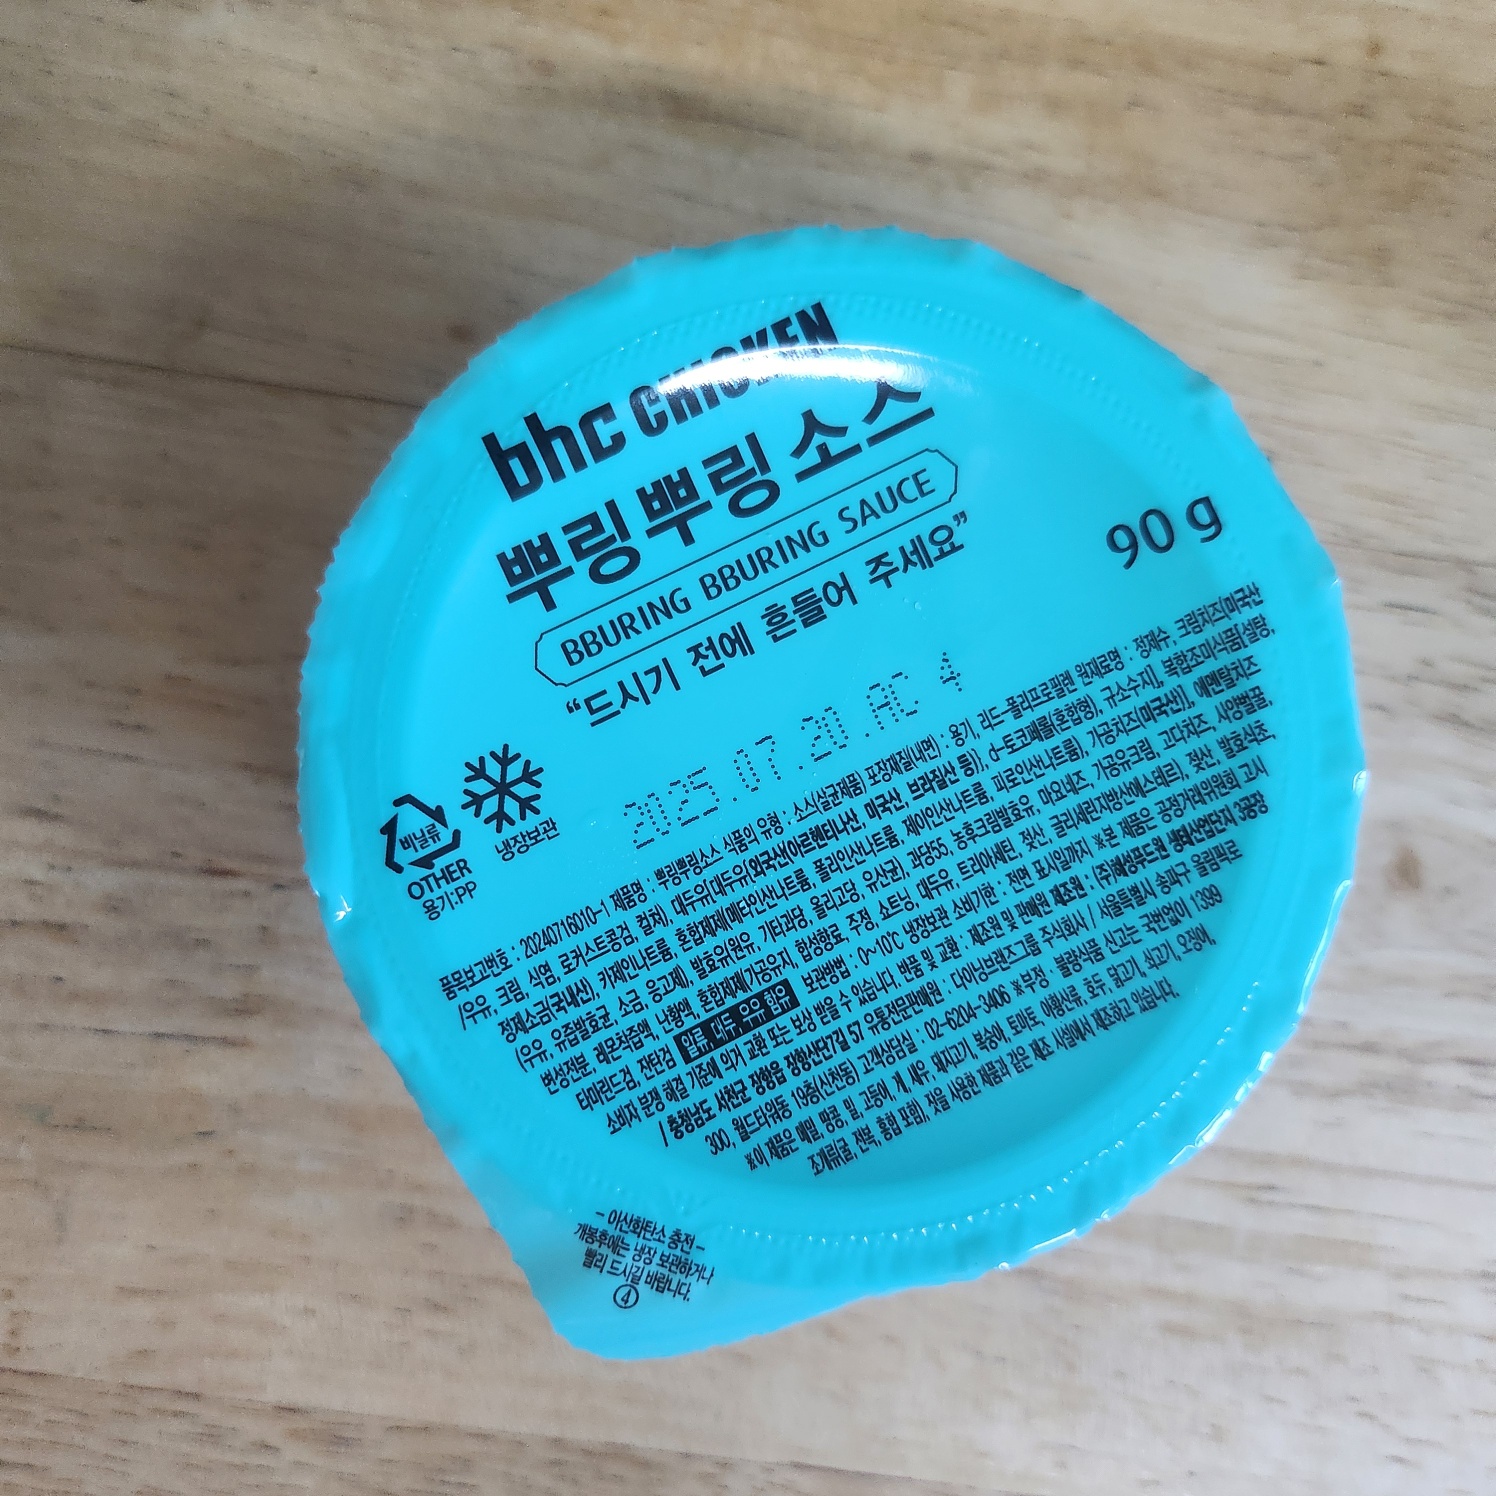 bhc CHICKEN
뿌링뿌링 소스
BBURING BBURING SAUCE
“드시기 전에 흔들어 주세요”
90 g
2025.07.20.AC 4
비닐류
OTHER
용기:PP
냉장보관
품목보고번호 : 20240716010-1 제품명 : 뿌링뿌링소스 식품의 유형 : 소스(살균제품) 포장재질(내면) : 용기, 리드-폴리프로필렌 원재료명 : 정제수, 크림치즈[미국산
/우유, 크림, 식염, 로커스트콩검, 컬처], 대두유[대두유(외국산(아르헨티나산, 미국산, 브라질산 등)), d-토코페롤(혼합형), 규소수지], 복합조미식품[설탕,
정제소금(국내산), 카제인나트륨, 혼합제제(메타인산나트륨, 폴리인산나트륨, 제이인산나트륨, 피로인산나트륨), 가공치즈(미국산)], 에멘탈치즈
(우유, 유즙발효균, 소금, 응고제), 발효유(원유, 기타과당, 올리고당, 유산균), 과당55, 농후크림발효유, 마요네즈, 가공유크림, 고다치즈, 사양벌꿀,
변성전분, 레몬착즙액, 난황액, 혼합제제(가공유지, 합성향료, 주정, 쇼트닝, 대두유, 트리아세틴, 젖산, 글리세린지방산에스테르), 젖산, 발효식초,
타마린드검, 잔탄검 알류, 대두, 우유 함유 보관방법 : 0~10℃ 냉장보관 소비기한 : 전면 표시일까지 ※본 제품은 공정거래위원회 고시
소비자 분쟁 해결 기준에 의거 교환 또는 보상 받을 수 있습니다. 반품 및 교환 : 제조원 및 판매원 제조원 : (주)해성푸드원 생태산업단지 3공장
/ 충청남도 서천군 장항읍 장항산단7길 57 유통전문판매원 : 다이닝브랜즈그룹 주식회사 / 서울특별시 송파구 올림픽로
300, 월드타워동 19층(신천동) 고객상담실 : 02-6204-3406 ※부정·불량식품 신고는 국번없이 1399
※이 제품은 메밀, 땅콩, 밀, 고등어, 게, 새우, 돼지고기, 복숭아, 토마토, 아황산류, 호두, 닭고기, 쇠고기, 오징어,
조개류(굴, 전복, 홍합 포함), 잣을 사용한 제품과 같은 제조 시설에서 제조하고 있습니다.
– 이산화탄소 충전 –
개봉후에는 냉장 보관하거나
빨리 드시길 바랍니다.
④